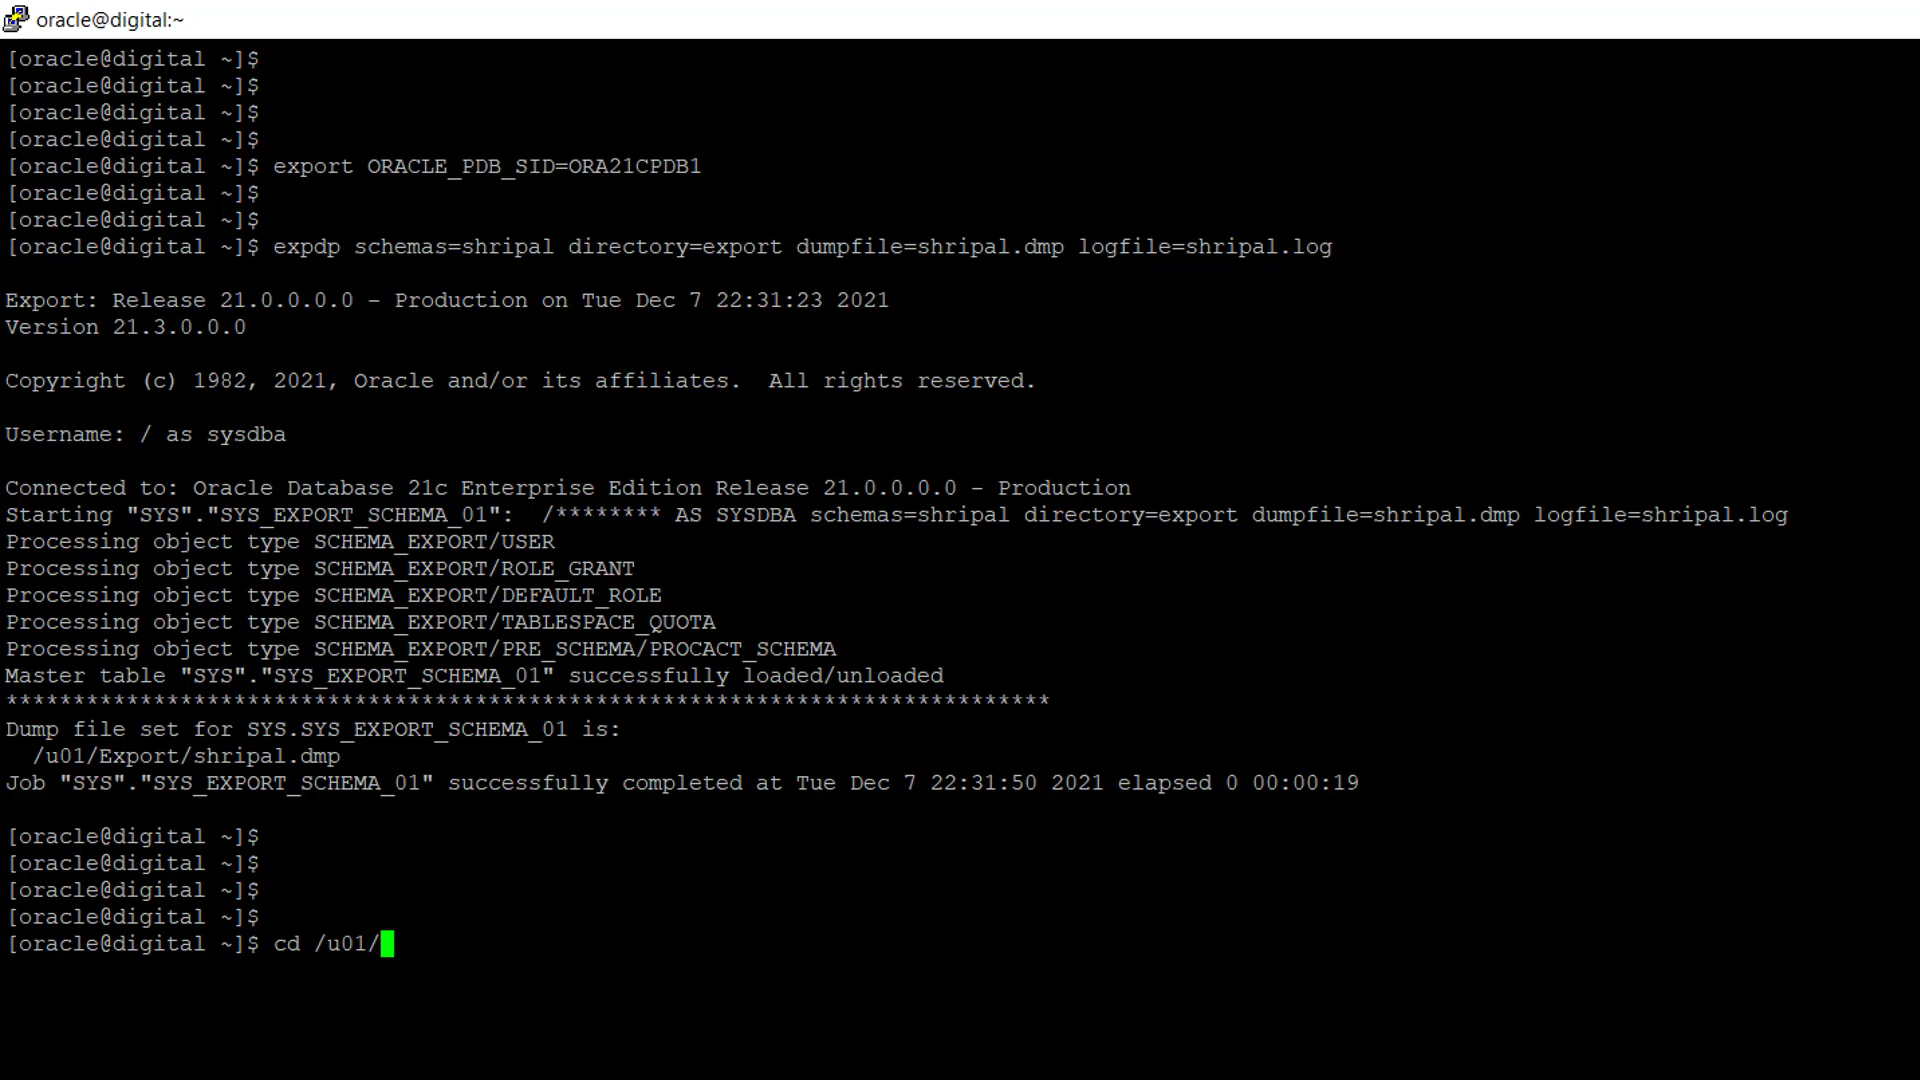 oracle@digital:~
[oracle@digital ~]$
[oracle@digital ~]$
[oracle@digital ~]$
[oracle@digital ~]$
[oracle@digital ~]$ export ORACLE_PDB_SID=ORA21CPDB1
[oracle@digital ~]$
[oracle@digital ~]$
[oracle@digital ~]$ expdp schemas=shripal directory=export dumpfile=shripal.dmp logfile=shripal.log
Export: Release 21.0.0.0.0 - Production on Tue Dec 7 22:31:23 2021
Version 21.3.0.0.0
Copyright (c) 1982, 2021, Oracle and/or its affiliates.  All rights reserved.
Username: / as sysdba
Connected to: Oracle Database 21c Enterprise Edition Release 21.0.0.0.0 - Production
Starting "SYS"."SYS_EXPORT_SCHEMA_01":  /******** AS SYSDBA schemas=shripal directory=export dumpfile=shripal.dmp logfile=shripal.log
Processing object type SCHEMA_EXPORT/USER
Processing object type SCHEMA_EXPORT/ROLE_GRANT
Processing object type SCHEMA_EXPORT/DEFAULT_ROLE
Processing object type SCHEMA_EXPORT/TABLESPACE_QUOTA
Processing object type SCHEMA_EXPORT/PRE_SCHEMA/PROCACT_SCHEMA
Master table "SYS"."SYS_EXPORT_SCHEMA_01" successfully loaded/unloaded
******************************************************************************
Dump file set for SYS.SYS_EXPORT_SCHEMA_01 is:
  /u01/Export/shripal.dmp
Job "SYS"."SYS_EXPORT_SCHEMA_01" successfully completed at Tue Dec 7 22:31:50 2021 elapsed 0 00:00:19
[oracle@digital ~]$
[oracle@digital ~]$
[oracle@digital ~]$
[oracle@digital ~]$
[oracle@digital ~]$ cd /u01/